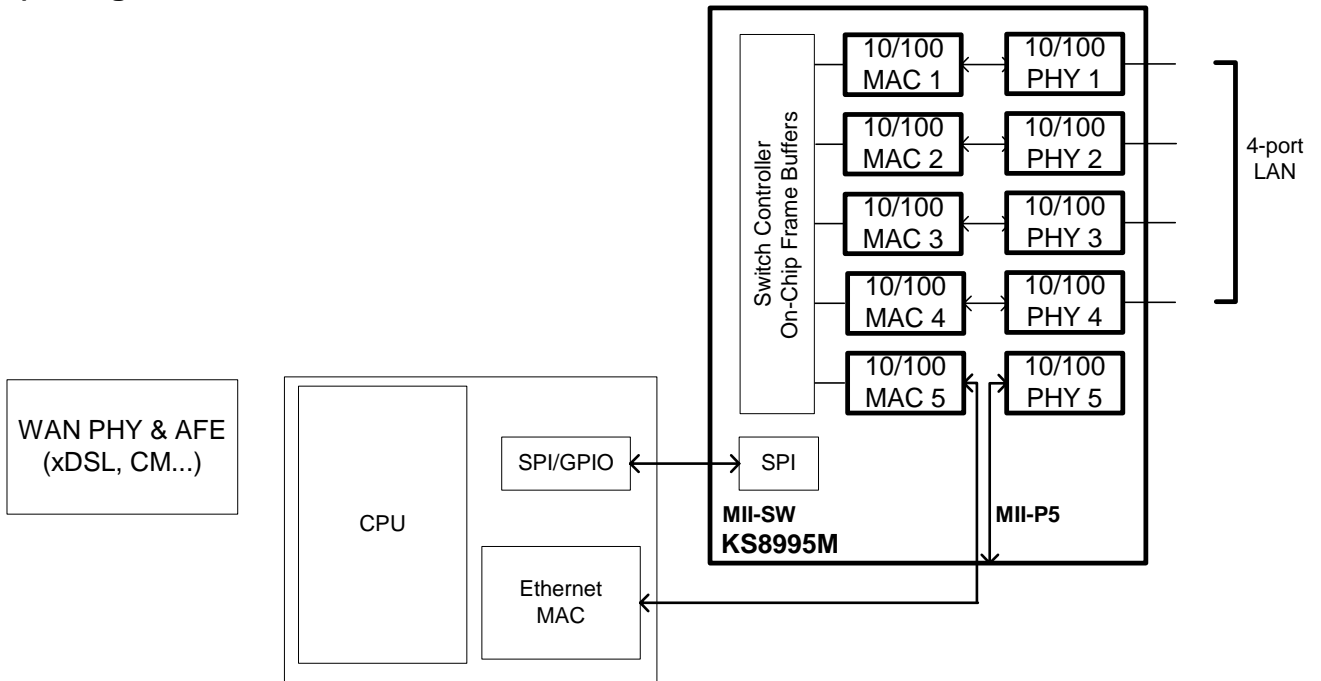 10/100
MAC 1
10/100
PHY 1
10/100
MAC 2
10/100
PHY 2
10/100
MAC 3
10/100
PHY 3
10/100
MAC 4
10/100
PHY 4
10/100
MAC 5
10/100
PHY 5
Switch Controller
On-Chip Frame Buffers
4-port
LAN
WAN PHY & AFE
(xDSL, CM...)
CPU
SPI/GPIO
SPI
Ethernet
MAC
MII-SW
MII-P5
KS8995M